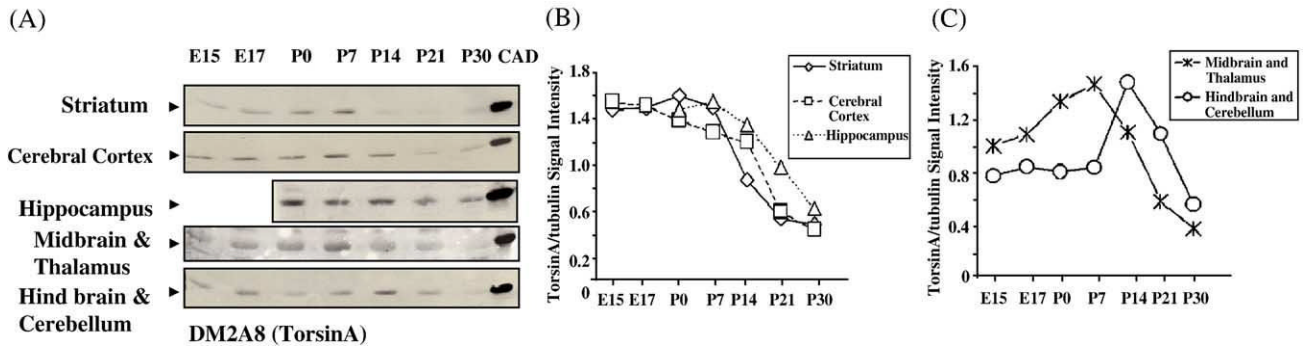 (A)
E15 E17 P0 P7 P14 P21 P30 CAD
Striatum
Cerebral Cortex
Hippocampus
Midbrain &
Thalamus
Hind brain &
Cerebellum
DM2A8 (TorsinA)
(B)
TorsinA/tubulin Signal Intensity
1.8
1.4
1.0
0.6
0.2
0
E15 E17 P0 P7 P14 P21 P30
Striatum
Cerebral
Cortex
Hippocampus
(C)
TorsinA/tubulin Signal Intensity
1.6
1.2
0.8
0.4
0
E15 E17 P0 P7 P14 P21 P30
Midbrain and
Thalamus
Hindbrain and
Cerebellum